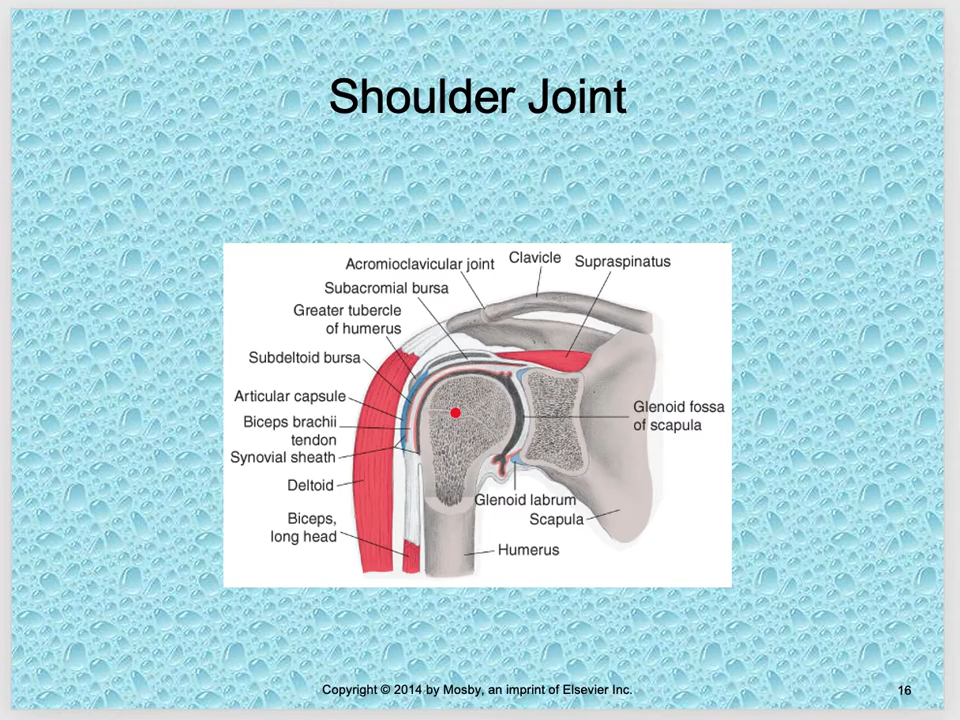 Shoulder Joint
Acromioclavicular joint
Clavicle
Supraspinatus
Subacromial bursa
Greater tubercle
of humerus
Subdeltoid bursa
Articular capsule
Biceps brachii
tendon
Synovial sheath
Deltoid
Biceps,
long head
Glenoid fossa
of scapula
Glenoid labrum
Scapula
Humerus
Copyright © 2014 by Mosby, an imprint of Elsevier Inc.
16